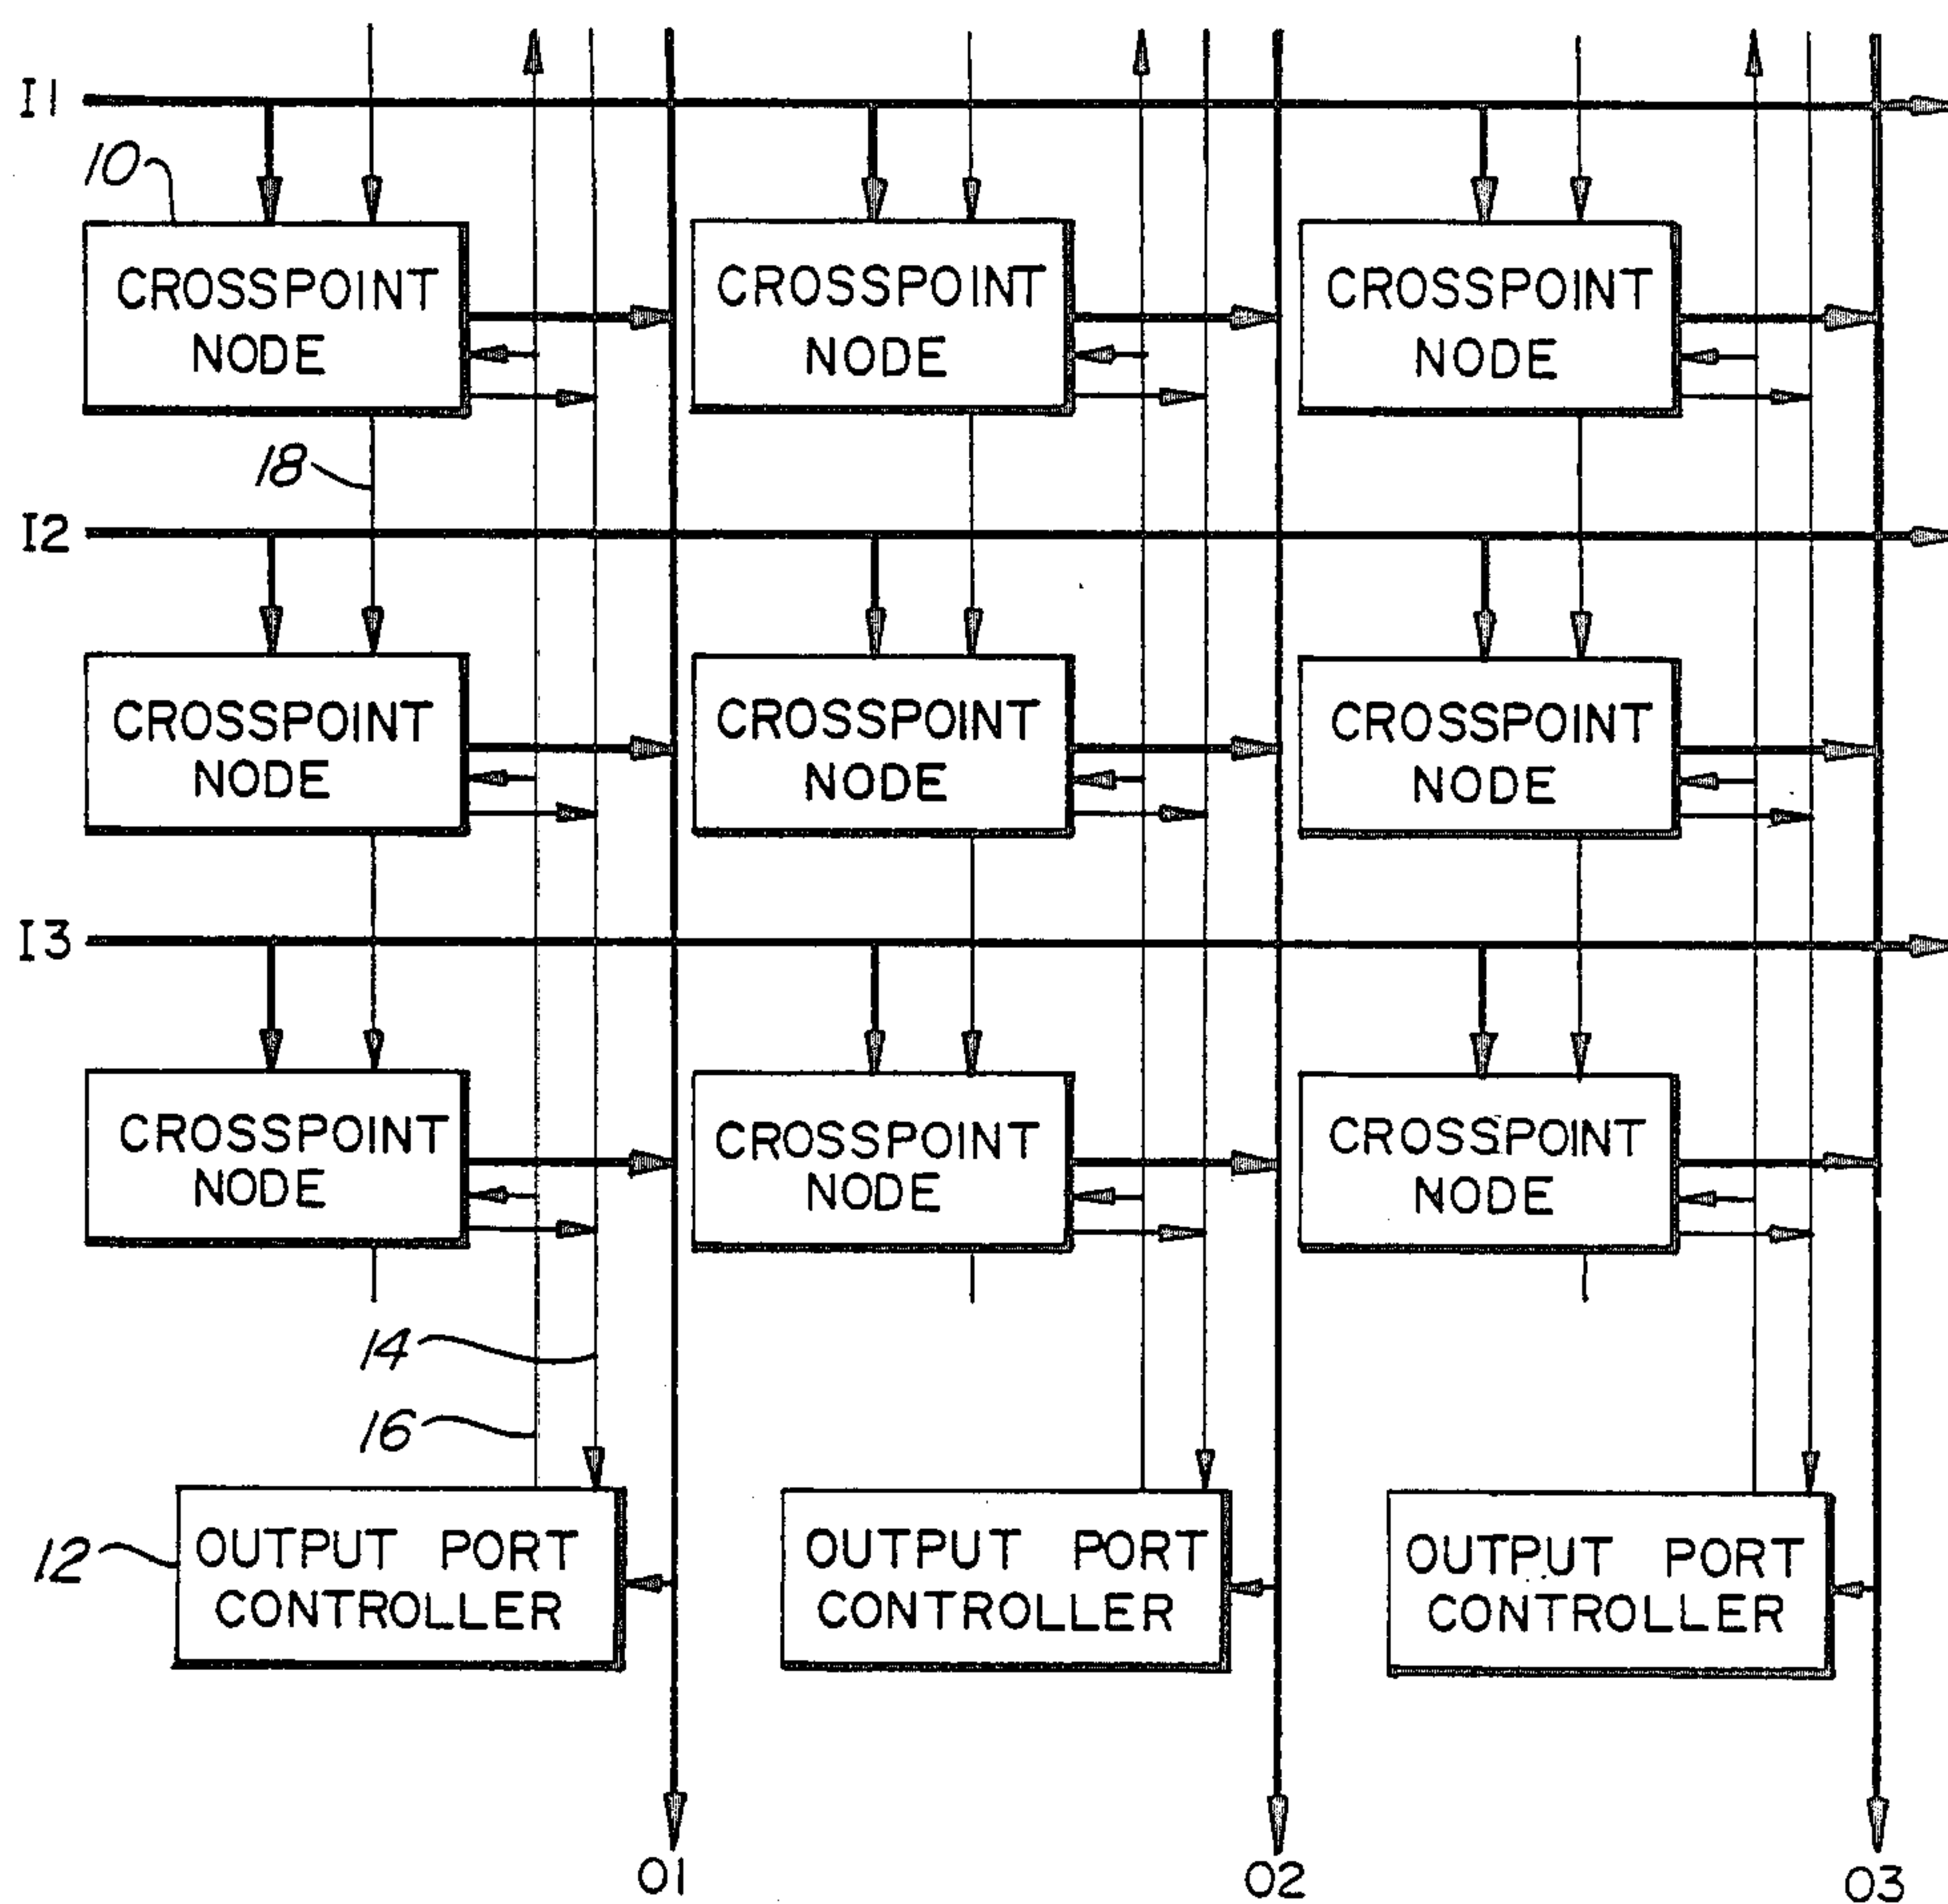 I1
10
CROSSPOINT
NODE
CROSSPOINT
NODE
CROSSPOINT
NODE
18
I2
CROSSPOINT
NODE
CROSSPOINT
NODE
CROSSPOINT
NODE
I3
CROSSPOINT
NODE
CROSSPOINT
NODE
CROSSPOINT
NODE
14
16
12
OUTPUT PORT
CONTROLLER
OUTPUT PORT
CONTROLLER
OUTPUT PORT
CONTROLLER
O1
O2
O3